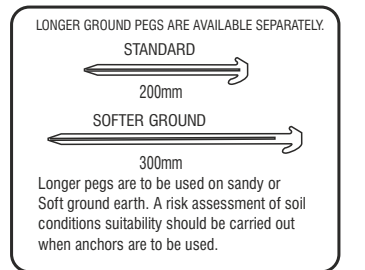 LONGER GROUND PEGS ARE AVAILABLE SEPARATELY.
STANDARD
200mm
SOFTER GROUND
300mm
Longer pegs are to be used on sandy or
Soft ground earth. A risk assessment of soil
conditions suitability should be carried out
when anchors are to be used.